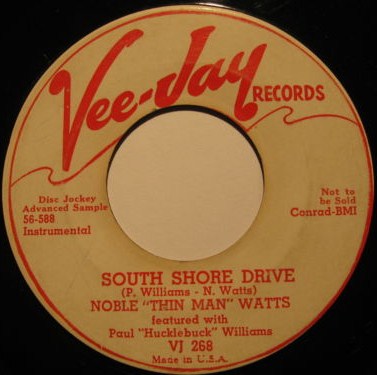 Vee-Jay
RECORDS
Disc Jockey
Advanced Sample
56-588
Instrumental
Not to
be Sold
Conrad-BMI
SOUTH SHORE DRIVE
(P. Williams - N. Watts)
NOBLE "THIN MAN" WATTS
featured with
Paul "Hucklebuck" Williams
VJ 268
Made in U.S.A.